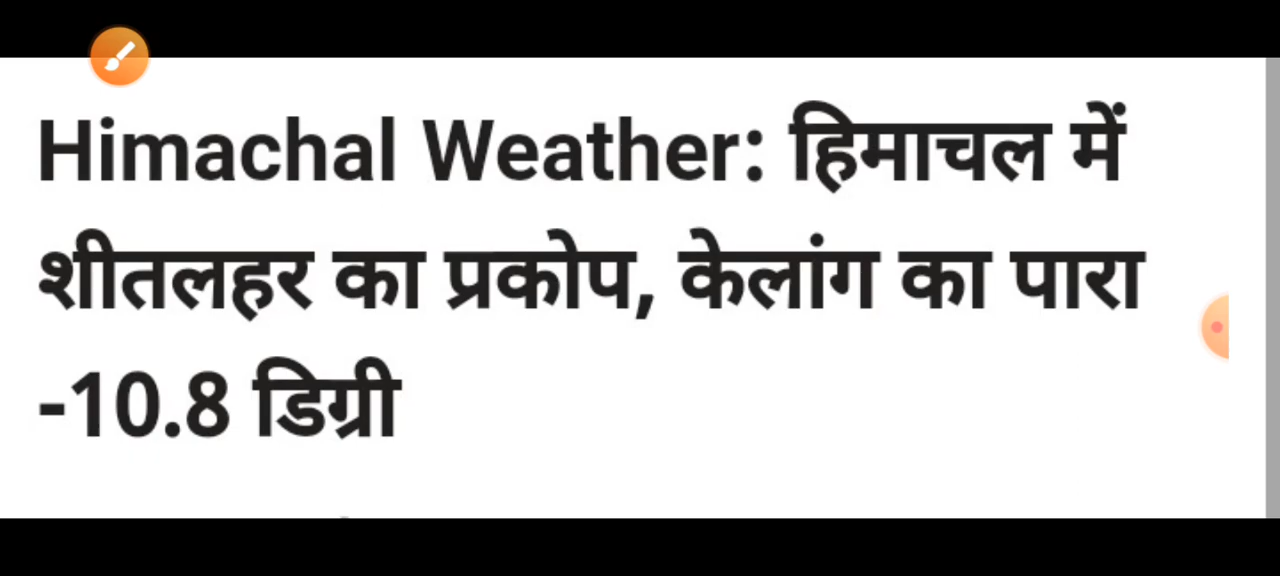 Himachal Weather: हिमाचल में
शीतलहर का प्रकोप, केलांग का पारा
-10.8 डिग्री